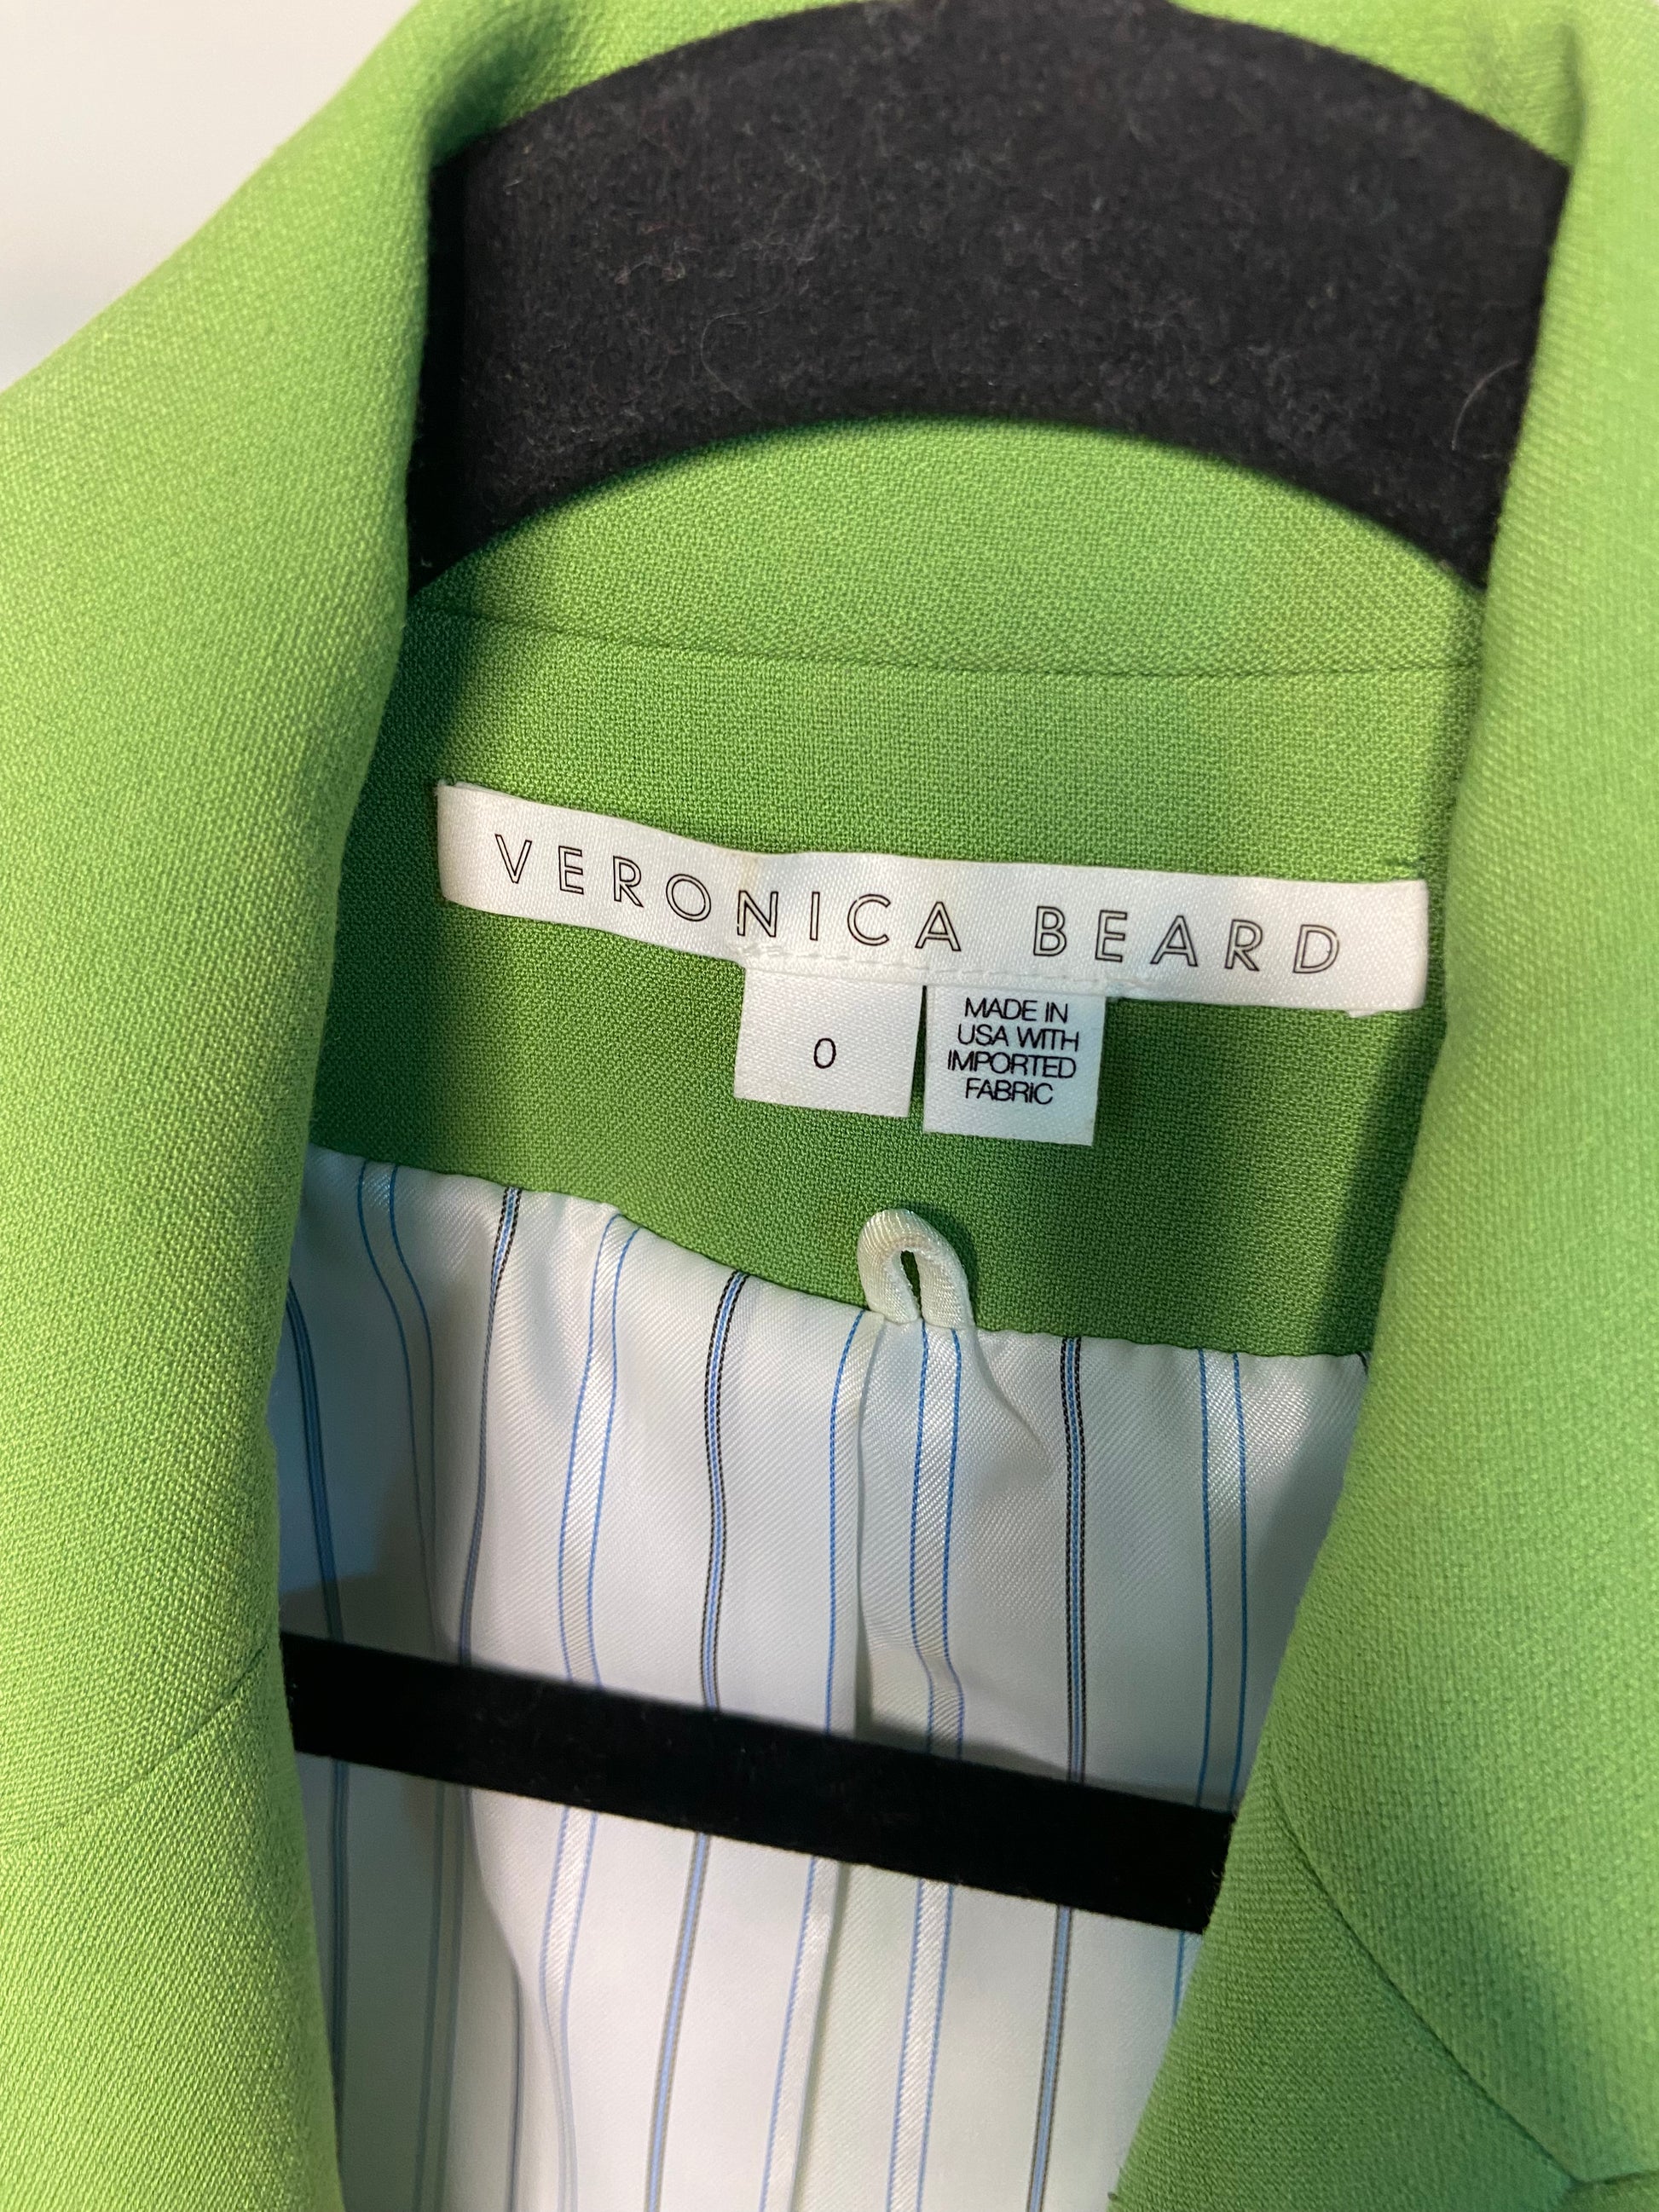 VERONICA BEARD
0
MADE IN
USA WITH
IMPORTED
FABRIC